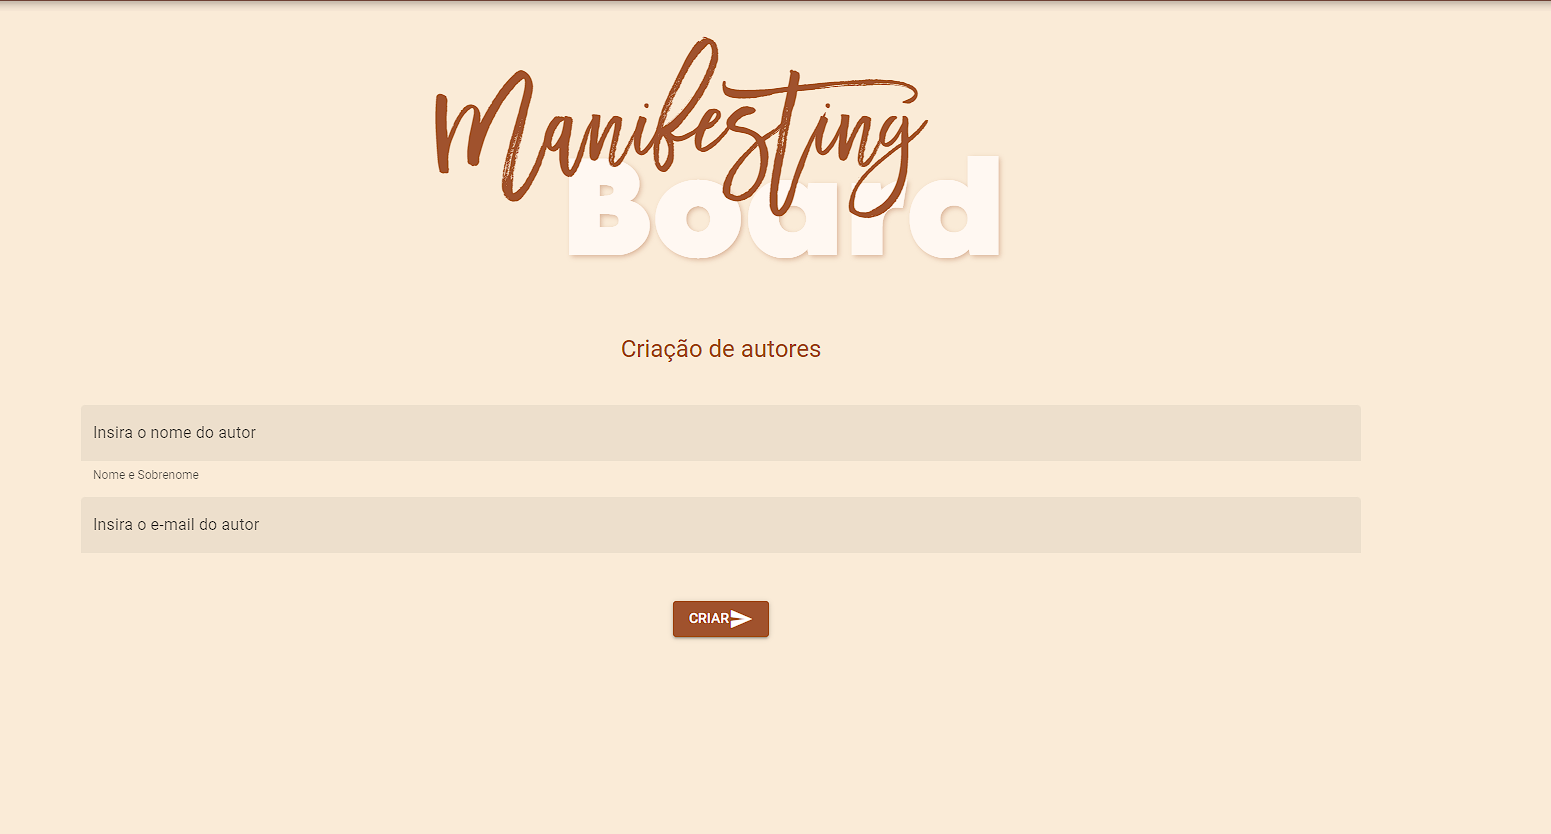 Manifesting
Board
Criação de autores
Insira o nome do autor
Nome e Sobrenome
Insira o e-mail do autor
CRIAR